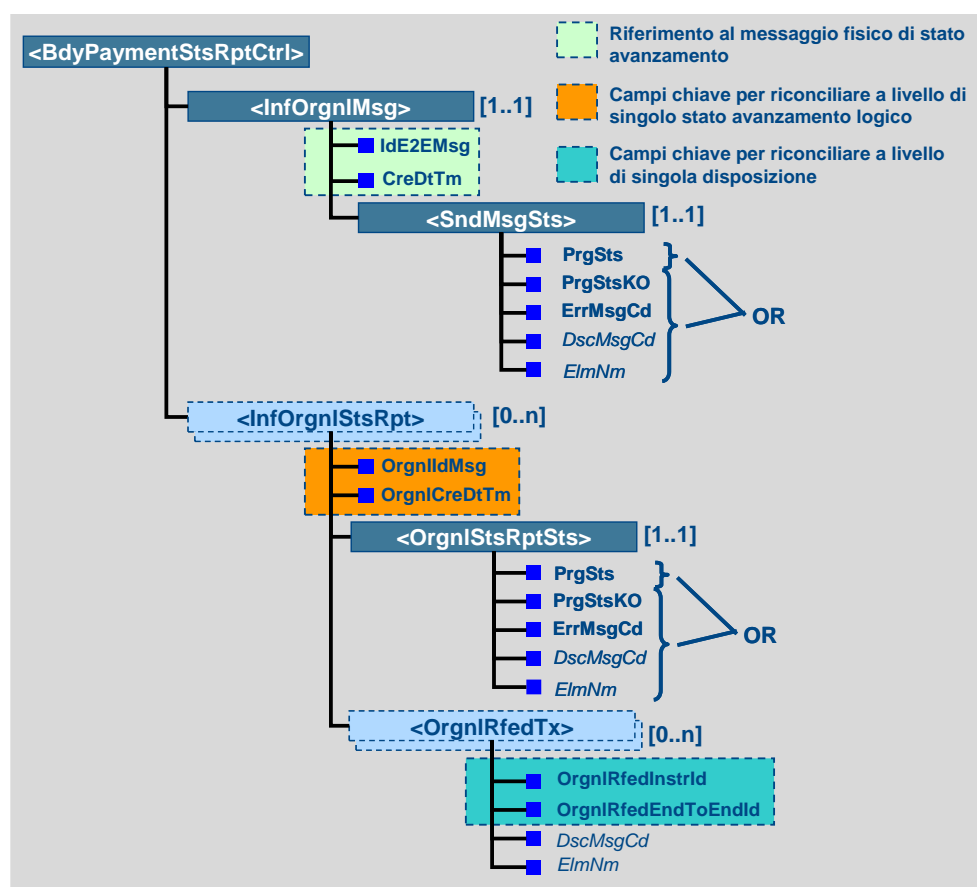 <BdyPaymentStsRptCtrl>
Riferimento al messaggio fisico di stato
avanzamento
Campi chiave per riconciliare a livello di
singolo stato avanzamento logico
Campi chiave per riconciliare a livello
di singola disposizione
<InfOrgnlMsg>
[1..1]
IdE2EMsg
CreDtTm
<SndMsgSts>
[1..1]
PrgSts
PrgStsKO
ErrMsgCd
DscMsgCd
ElmNm
OR
<InfOrgnlStsRpt>
[0..n]
OrgnlIdMsg
OrgnlCreDtTm
<OrgnlStsRptSts>
[1..1]
PrgSts
PrgStsKO
ErrMsgCd
DscMsgCd
ElmNm
OR
<OrgnlRfedTx>
[0..n]
OrgnlRfedInstrId
OrgnlRfedEndToEndId
DscMsgCd
ElmNm